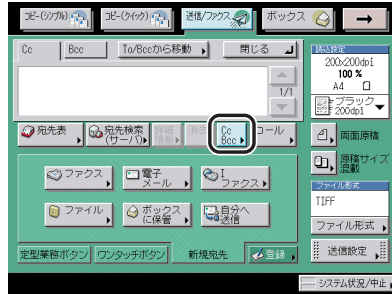 コピー(シンプル)
コピー(クイック)
送信/ファクス
ボックス
Cc
Bcc
To/Bccから移動
閉じる
1/1
宛先表
宛先検索
(サーバ)
詳細
情報
消去
Cc
Bcc
コール
ファクス
電子
メール
I
ファクス
ファイル
ボックス
に保管
自分へ
送信
定型業務ボタン
ワンタッチボタン
新規宛先
登録
読込設定
200×200dpi
100 %
A4
ブラック
200dpi
両面原稿
原稿サイズ
混載
ファイル形式
TIFF
ファイル形式
送信設定
システム状況/中止